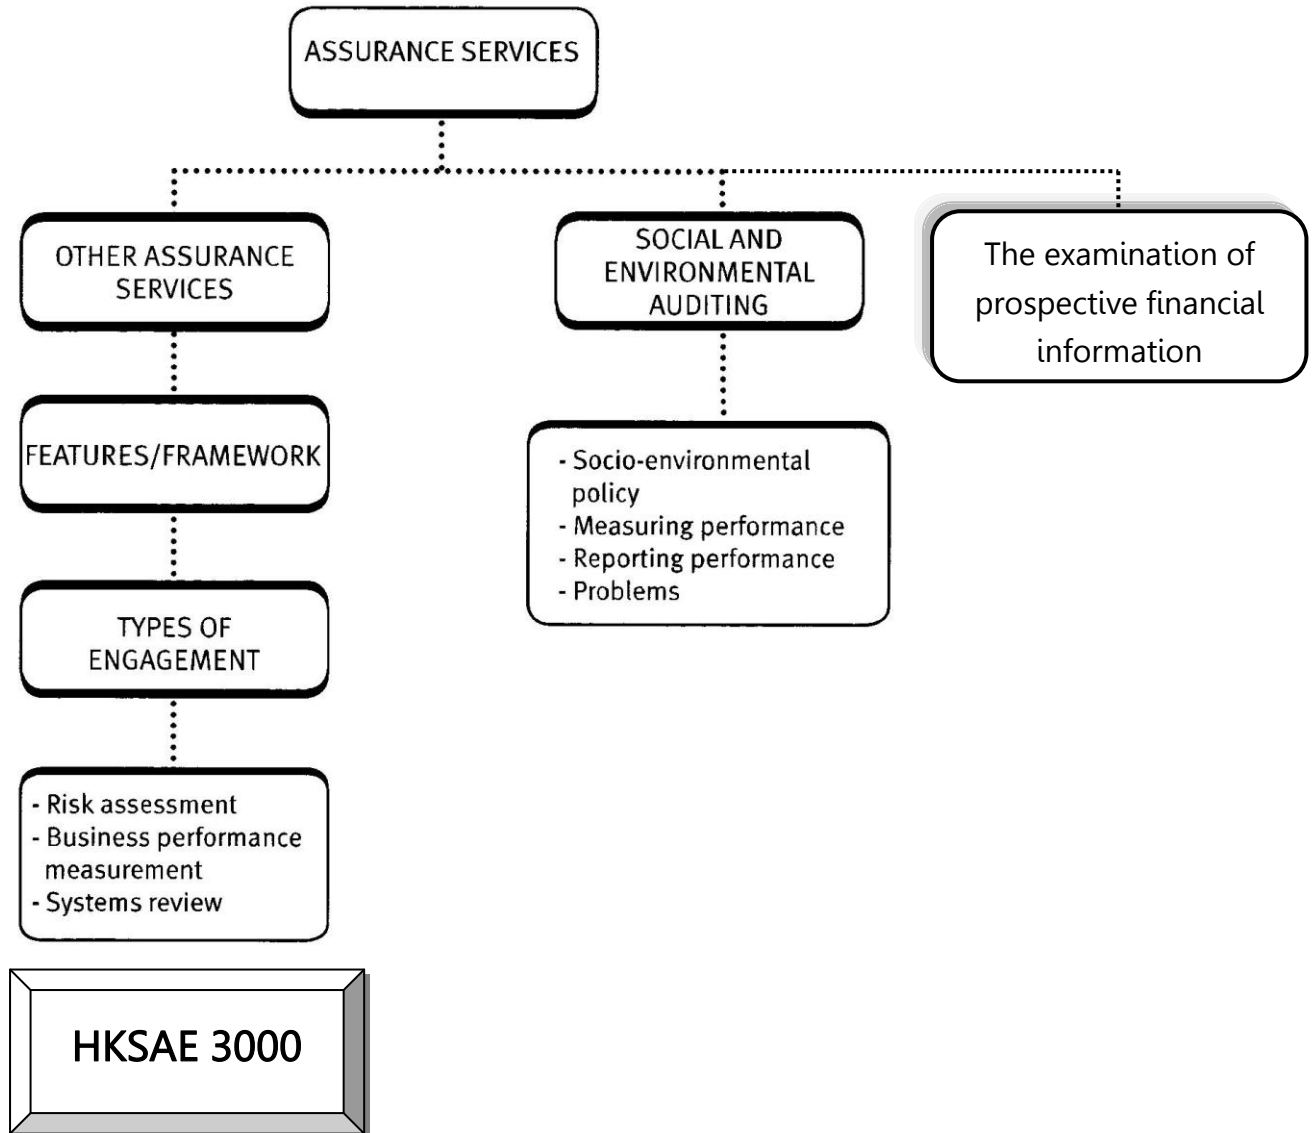 ASSURANCE SERVICES
OTHER ASSURANCE
SERVICES
SOCIAL AND
ENVIRONMENTAL
AUDITING
The examination of
prospective financial
information
FEATURES/FRAMEWORK
- Socio-environmental
policy
- Measuring performance
- Reporting performance
- Problems
TYPES OF
ENGAGEMENT
- Risk assessment
- Business performance
measurement
- Systems review
HKSAE 3000